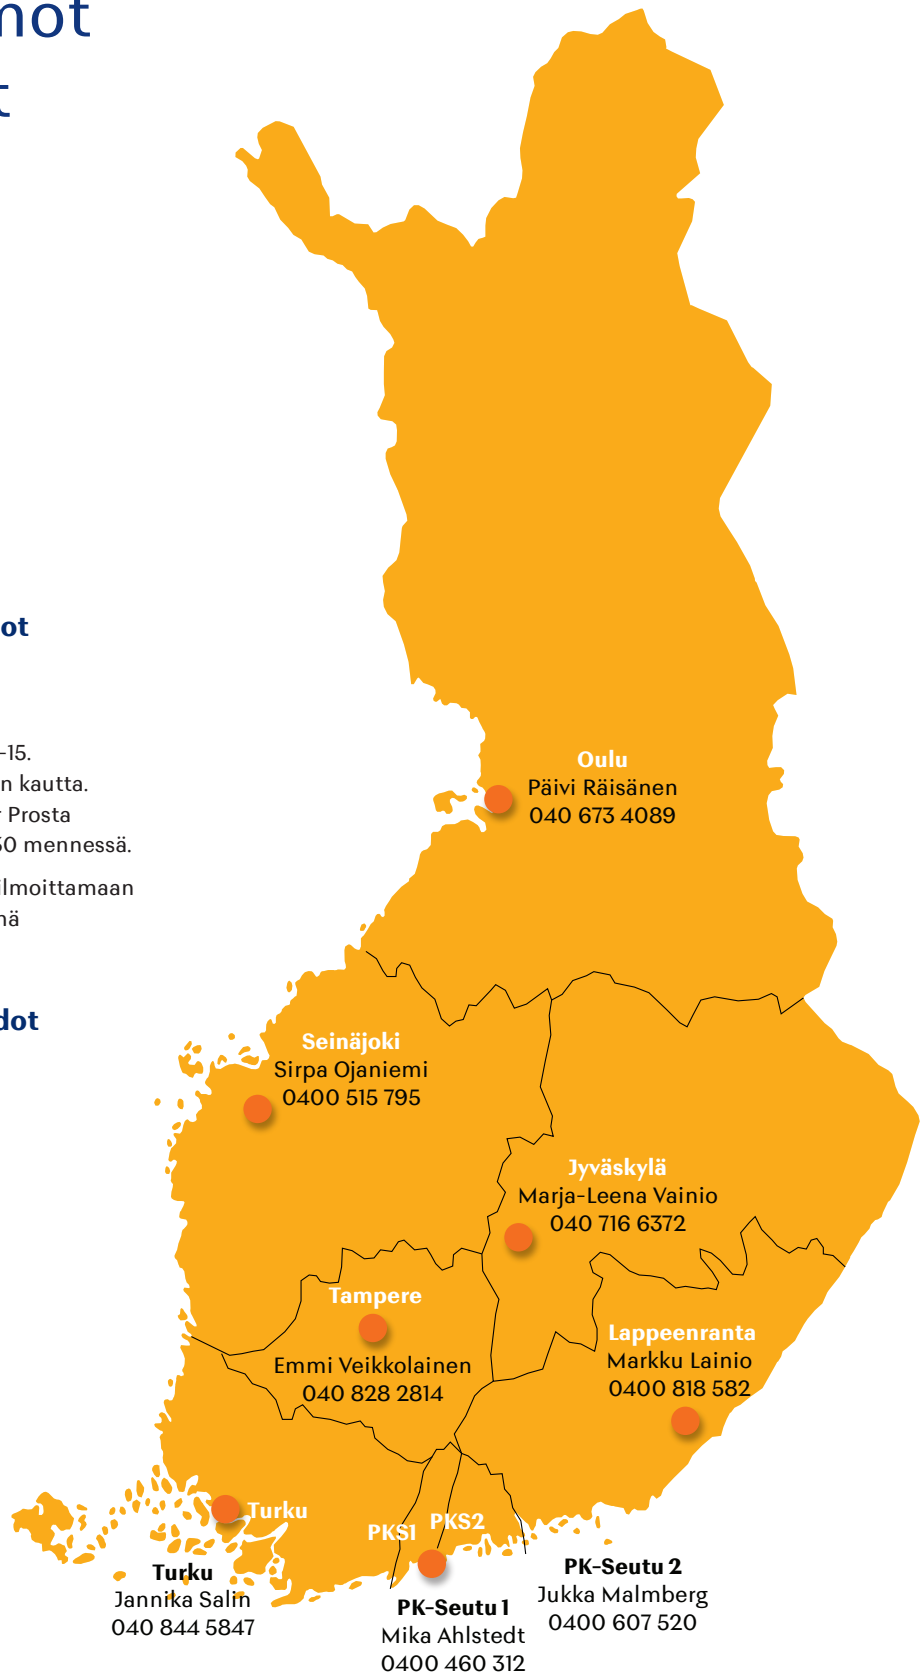 not
t
ot
-15.
n kautta.
r Prosta
30 mennessä.
ilmoittamaan
nä
dot
Oulu
Päivi Räisänen
040 673 4089
Seinäjoki
Sirpa Ojaniemi
0400 515 795
Jyväskylä
Marja-Leena Vainio
040 716 6372
Tampere
Emmi Veikkolainen
040 828 2814
Lappeenranta
Markku Lainio
0400 818 582
Turku
PKS1
PKS2
Turku
Jannika Salin
040 844 5847
PK-Seutu 1
Mika Ahlstedt
0400 460 312
PK-Seutu 2
Jukka Malmberg
0400 607 520